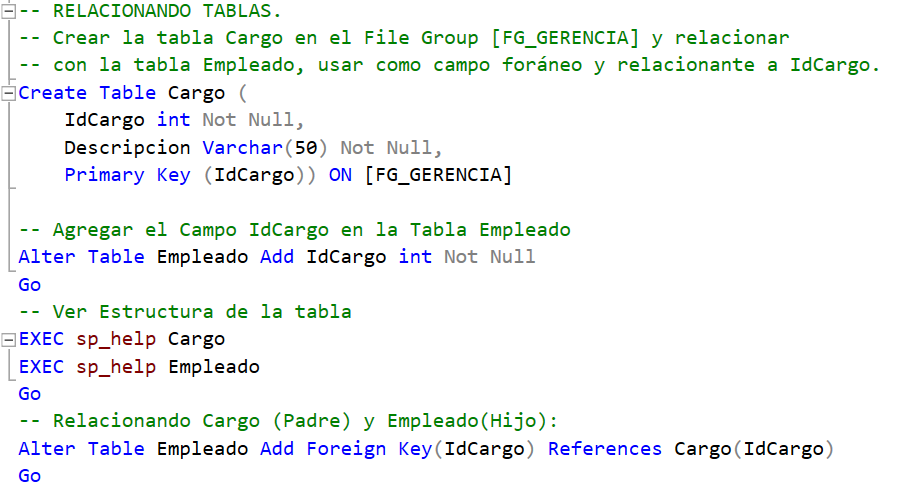 -- RELACIONANDO TABLAS.
-- Crear la tabla Cargo en el File Group [FG_GERENCIA] y relacionar
-- con la tabla Empleado, usar como campo foráneo y relacionante a IdCargo.
Create Table Cargo (
    IdCargo int Not Null,
    Descripcion Varchar(50) Not Null,
    Primary Key (IdCargo)) ON [FG_GERENCIA]
-- Agregar el Campo IdCargo en la Tabla Empleado
Alter Table Empleado Add IdCargo int Not Null
Go
-- Ver Estructura de la tabla
EXEC sp_help Cargo
EXEC sp_help Empleado
Go
-- Relacionando Cargo (Padre) y Empleado(Hijo):
Alter Table Empleado Add Foreign Key(IdCargo) References Cargo(IdCargo)
Go